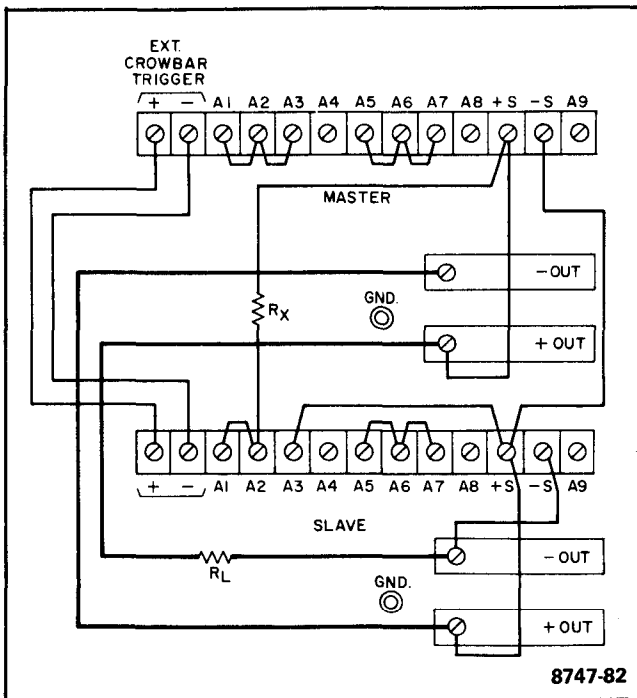 EXT.
CROWBAR
TRIGGER
+ − A1 A2 A3 A4 A5 A6 A7 A8 +S −S A9
MASTER
−OUT
RX
GND.
+OUT
+ − A1 A2 A3 A4 A5 A6 A7 A8 +S −S A9
SLAVE
−OUT
RL
GND.
+OUT
8747-82